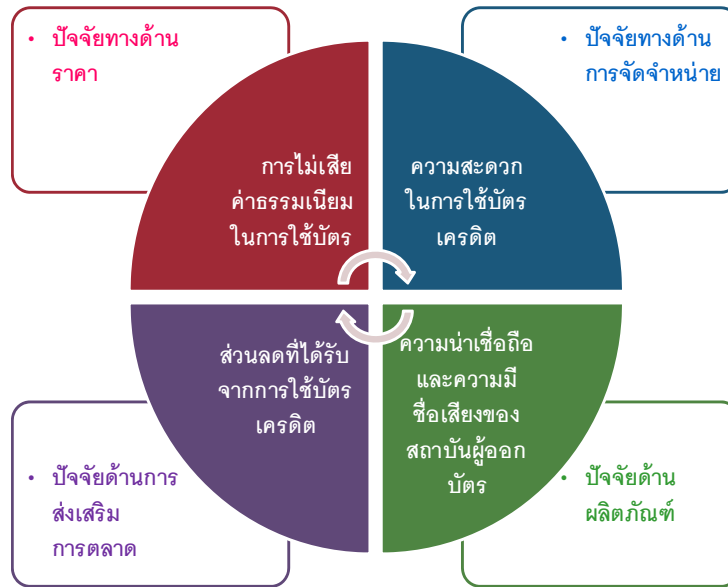 • ปัจจัยทางด้าน
ราคา
• ปัจจัยทางด้าน
การจัดจำหน่าย
การไม่เสีย
ค่าธรรมเนียม
ในการใช้บัตร
ความสะดวก
ในการใช้บัตร
เครดิต
ส่วนลดที่ได้รับ
จากการใช้บัตร
เครดิต
ความน่าเชื่อถือ
และความมี
ชื่อเสียงของ
สถาบันผู้ออก
บัตร
• ปัจจัยด้านการ
ส่งเสริม
การตลาด
• ปัจจัยด้าน
ผลิตภัณฑ์